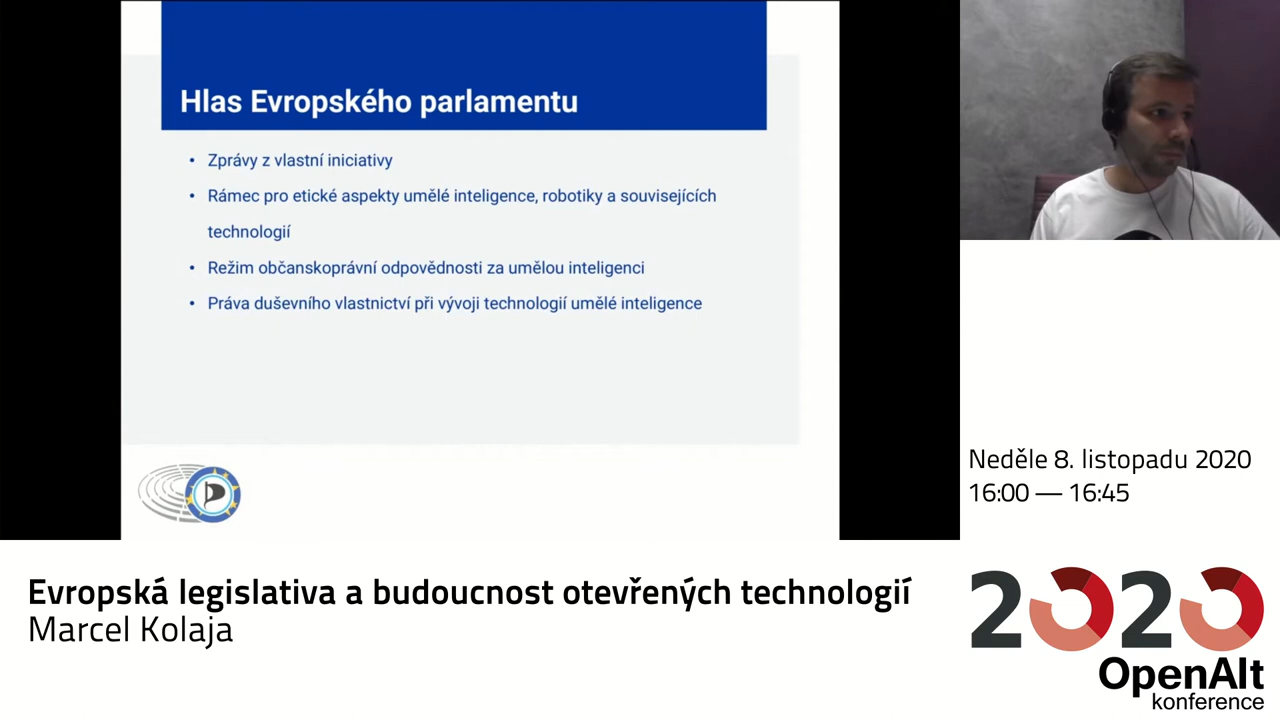 Hlas Evropského parlamentu
• Zprávy z vlastní iniciativy
• Rámec pro etické aspekty umělé inteligence, robotiky a souvisejících
technologií
• Režim občanskoprávní odpovědnosti za umělou inteligenci
• Práva duševního vlastnictví při vývoji technologií umělé inteligence
Neděle 8. listopadu 2020
16:00 — 16:45
Evropská legislativa a budoucnost otevřených technologií
Marcel Kolaja
2020
OpenAlt
konference